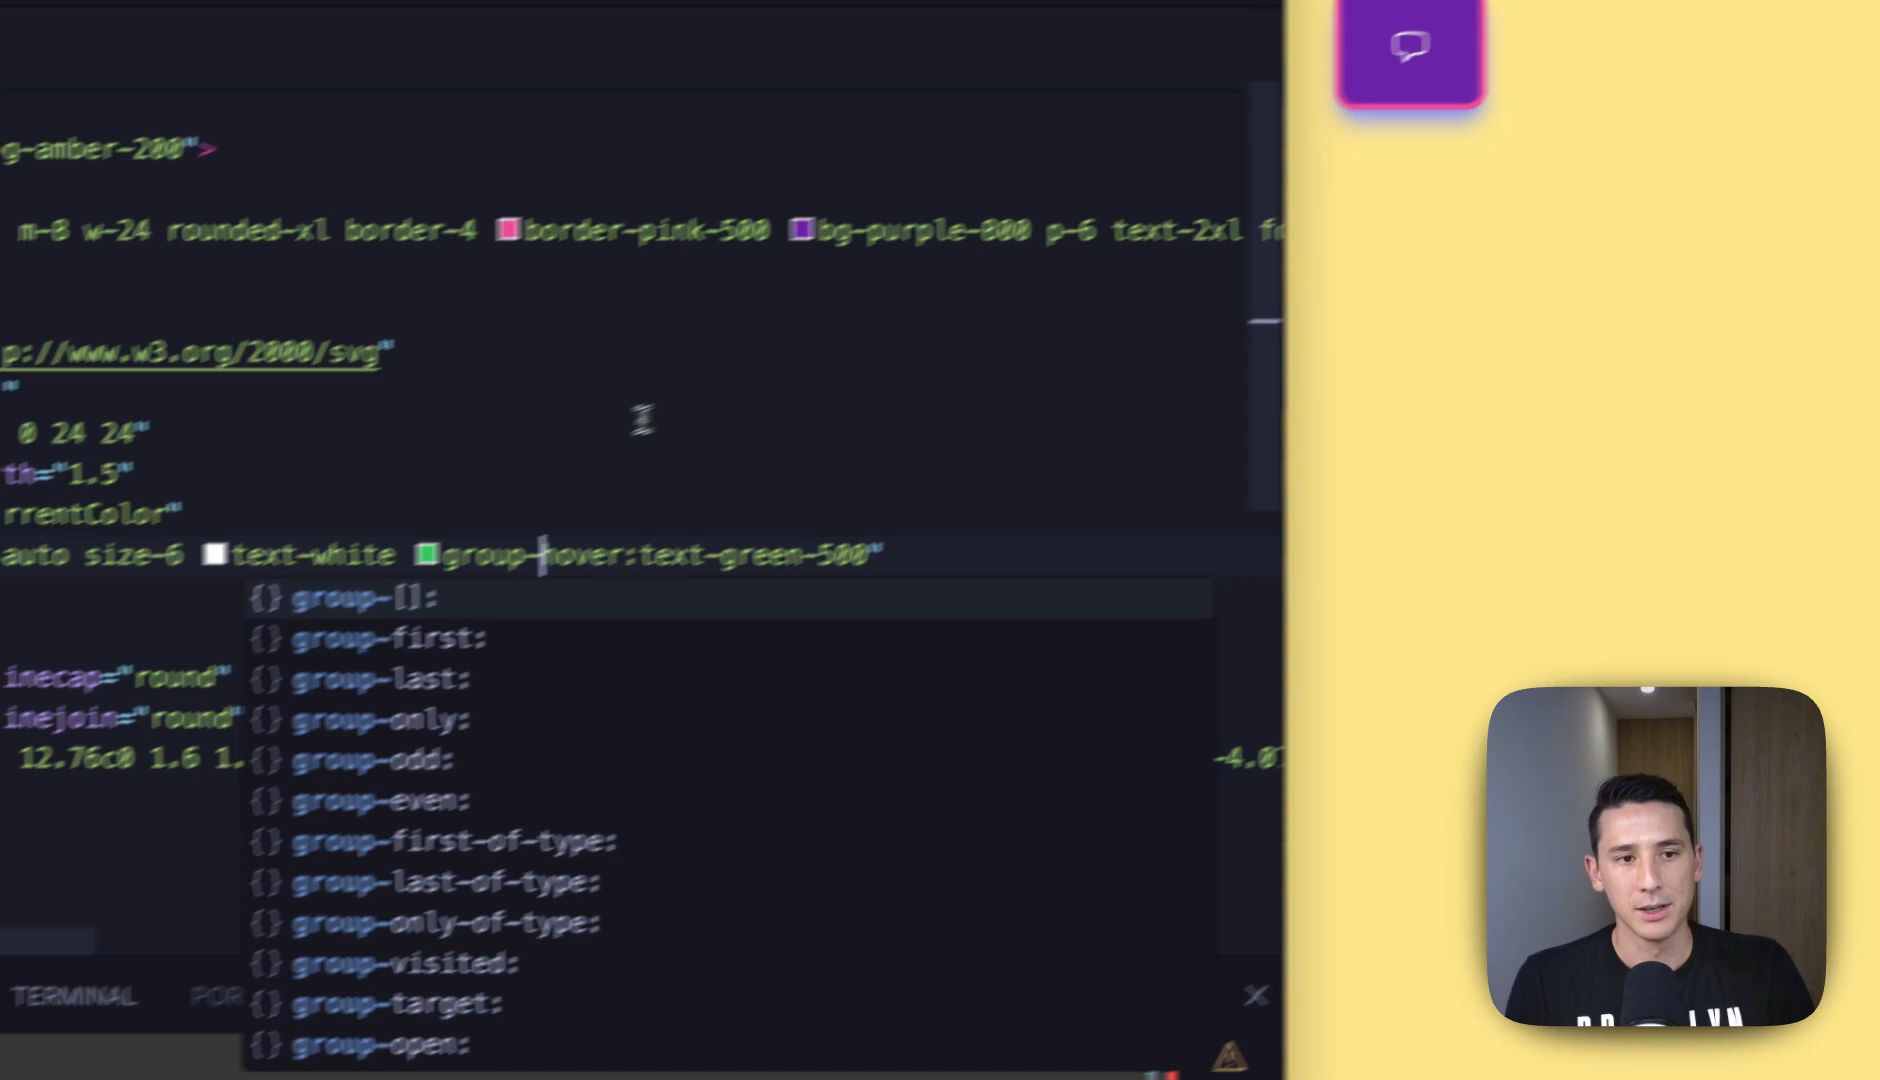 g-amber-200">
m-8 w-24 rounded-xl border-4 border-pink-500 bg-purple-800 p-6 text-2xl
p://www.w3.org/2000/svg"
"
0 24 24"
th="1.5"
rrentColor"
auto size-6 text-white group-hover:text-green-500"
{} group-[]:
{} group-first:
{} group-last:
inecap="round"
{} group-only:
inejoin="round"
{} group-odd:
12.76c0 1.6 1.
{} group-even:
{} group-first-of-type:
{} group-last-of-type:
{} group-only-of-type:
{} group-visited:
TERMINAL POR
{} group-target:
{} group-open: